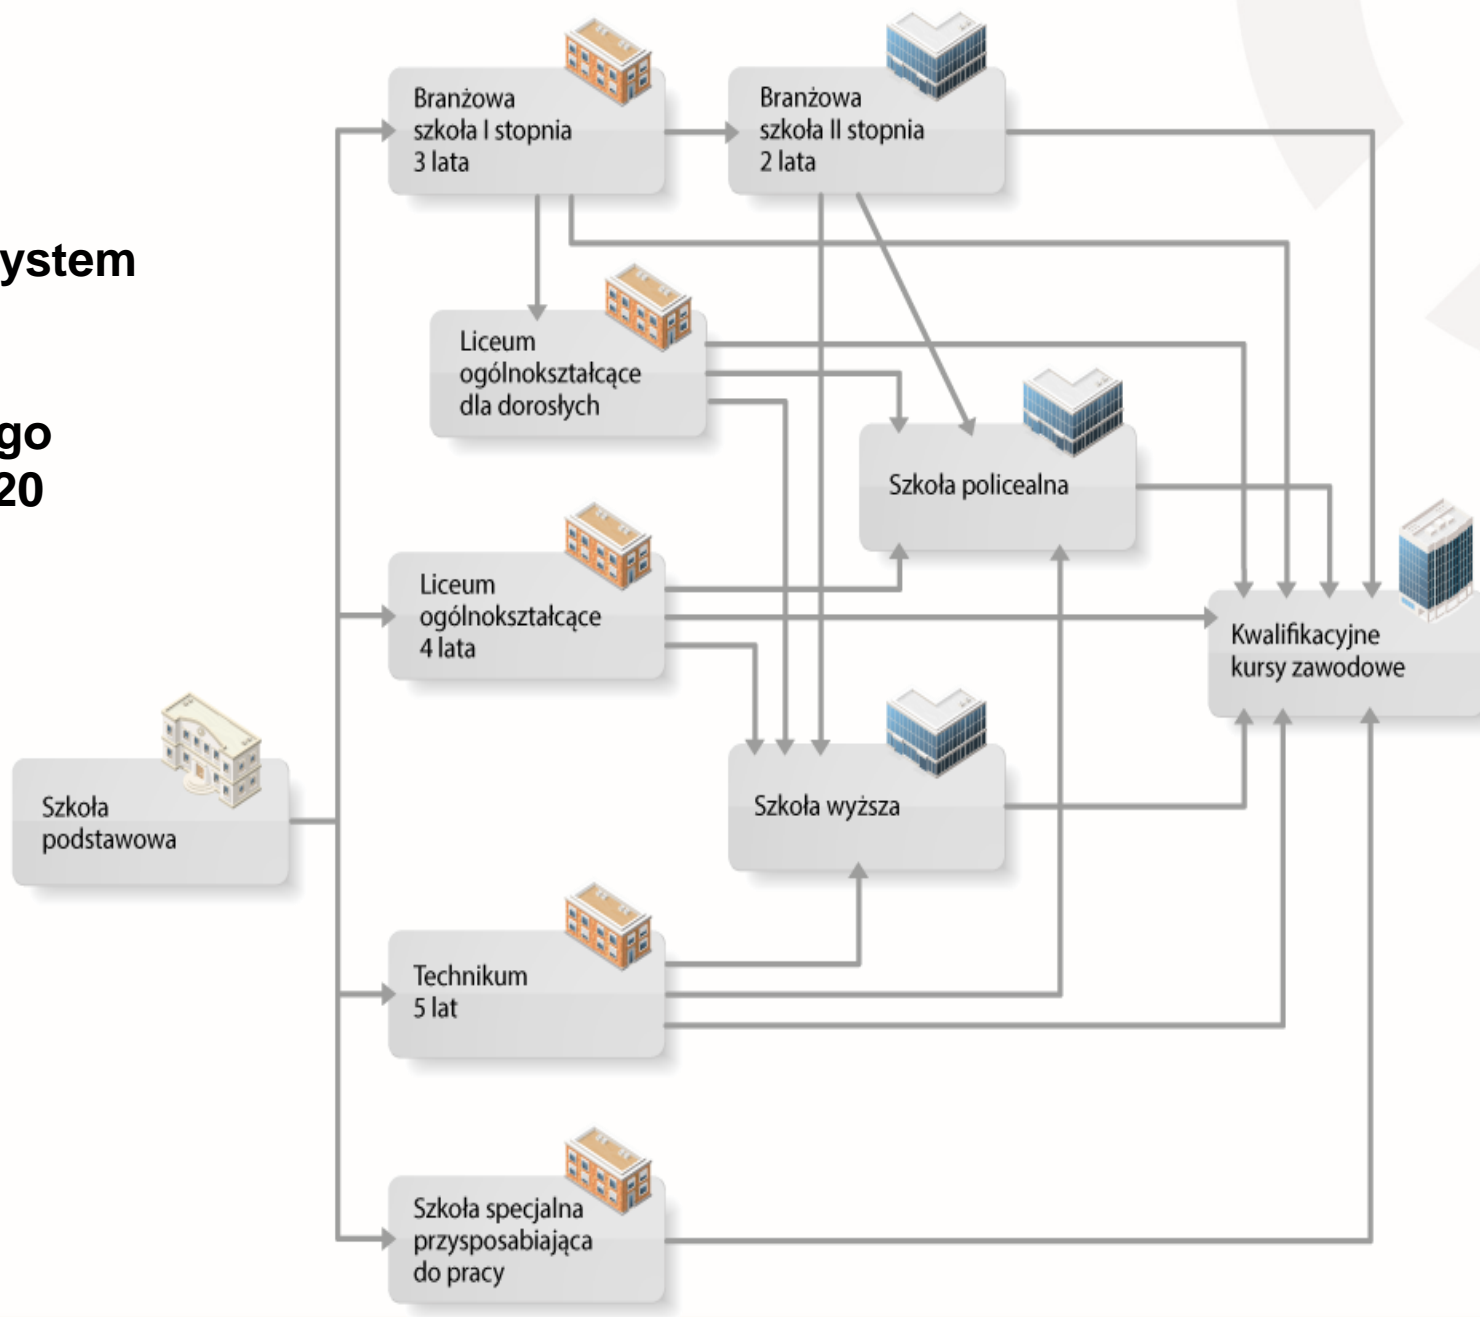 ystem
go
20
Branżowa
szkoła I stopnia
3 lata
Branżowa
szkoła II stopnia
2 lata
Liceum
ogólnokształcące
dla dorosłych
Szkoła policealna
Liceum
ogólnokształcące
4 lata
Kwalifikacyjne
kursy zawodowe
Szkoła
podstawowa
Szkoła wyższa
Technikum
5 lat
Szkoła specjalna
przysposabiająca
do pracy